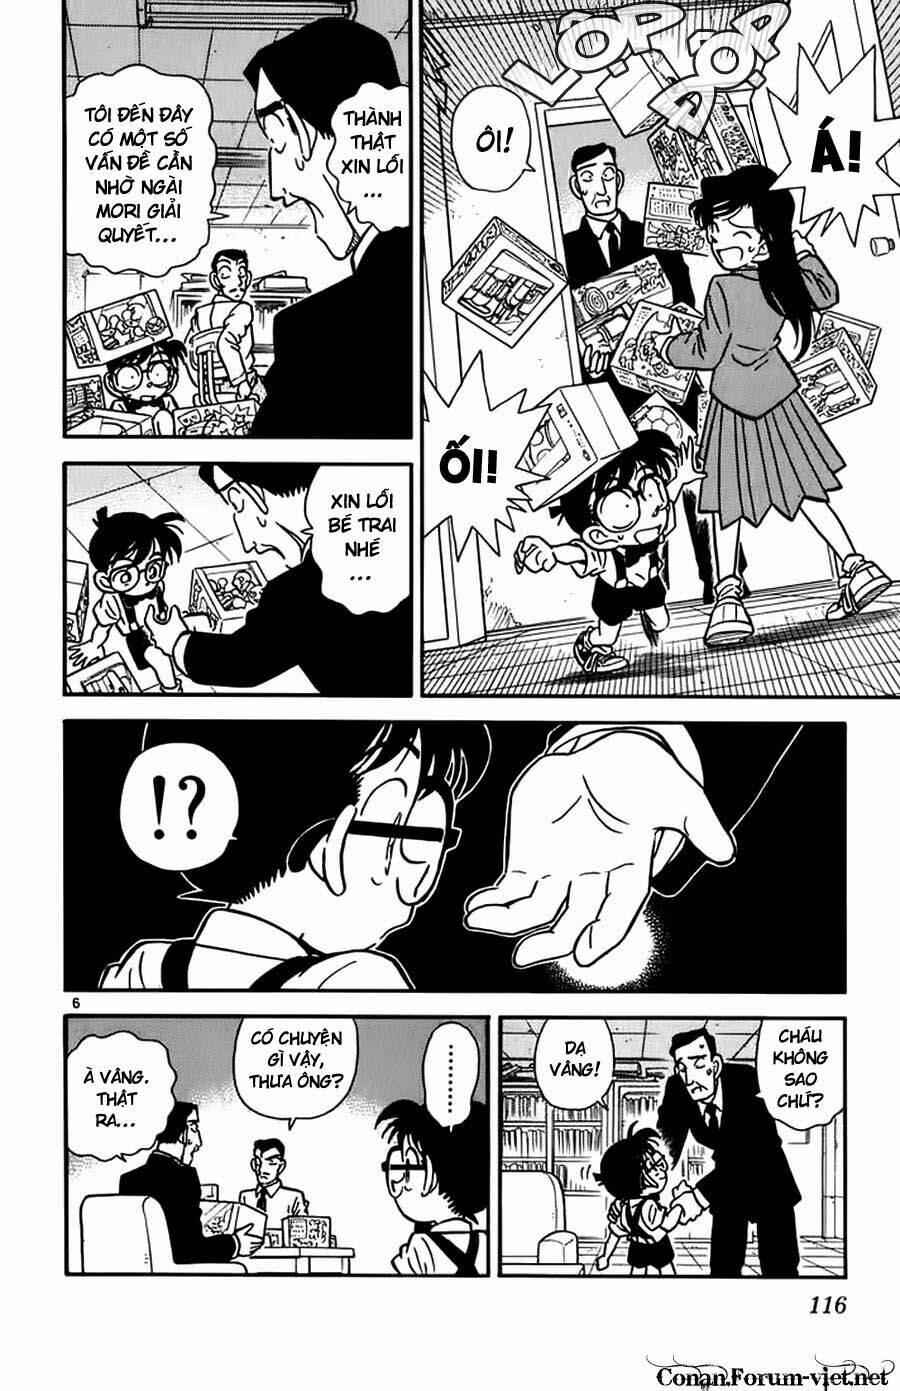 LỘP
ĐỘP
Á!
ÔI!
Á
ỐI!
THÀNH
THẬT
XIN LỖI
...
TÔI ĐẾN ĐÂY
CÓ MỘT SỐ
VẤN ĐỀ CẦN
NHỜ NGÀI
MORI GIẢI
QUYẾT...
XIN LỖI
BÉ TRAI
NHÉ
...
!?
6
CHÁU
KHÔNG
SAO
CHỨ?
DẠ
VÂNG!
.........
CÓ CHUYỆN
GÌ VẬY,
THƯA ÔNG?
À VÂNG.
THẬT
RA...
116
Conan.Forum-viet.net